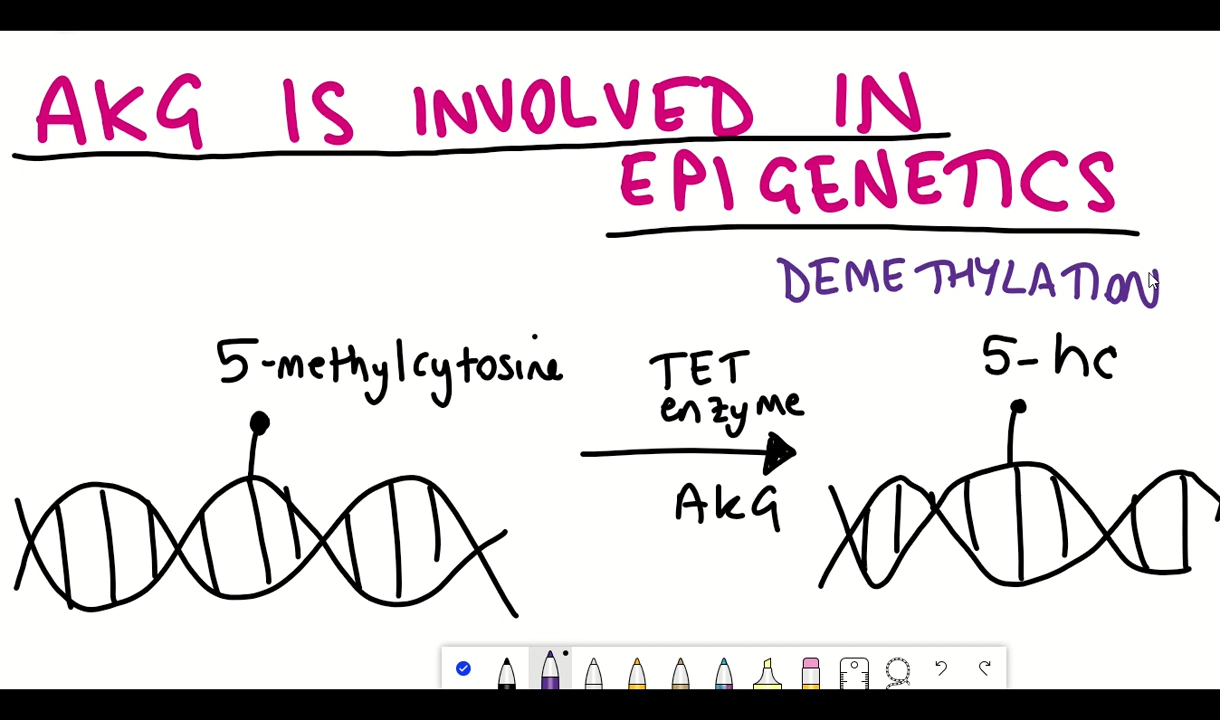 AKG IS INVOLVED IN
EPIGENETICS
DEMETHYLATION
5-methylcytosine
TET
enzyme
AKG
5-hc